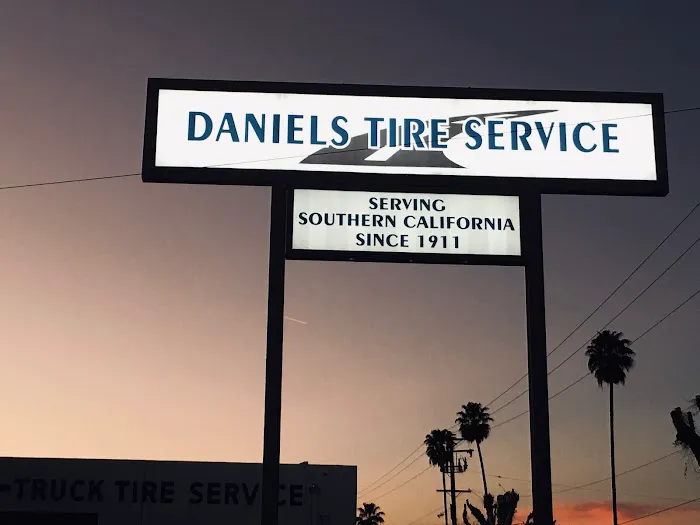 DANIELS TIRE SERVICE
SERVING
SOUTHERN CALIFORNIA
SINCE 1911
-TRUCK TIRE SERVICE